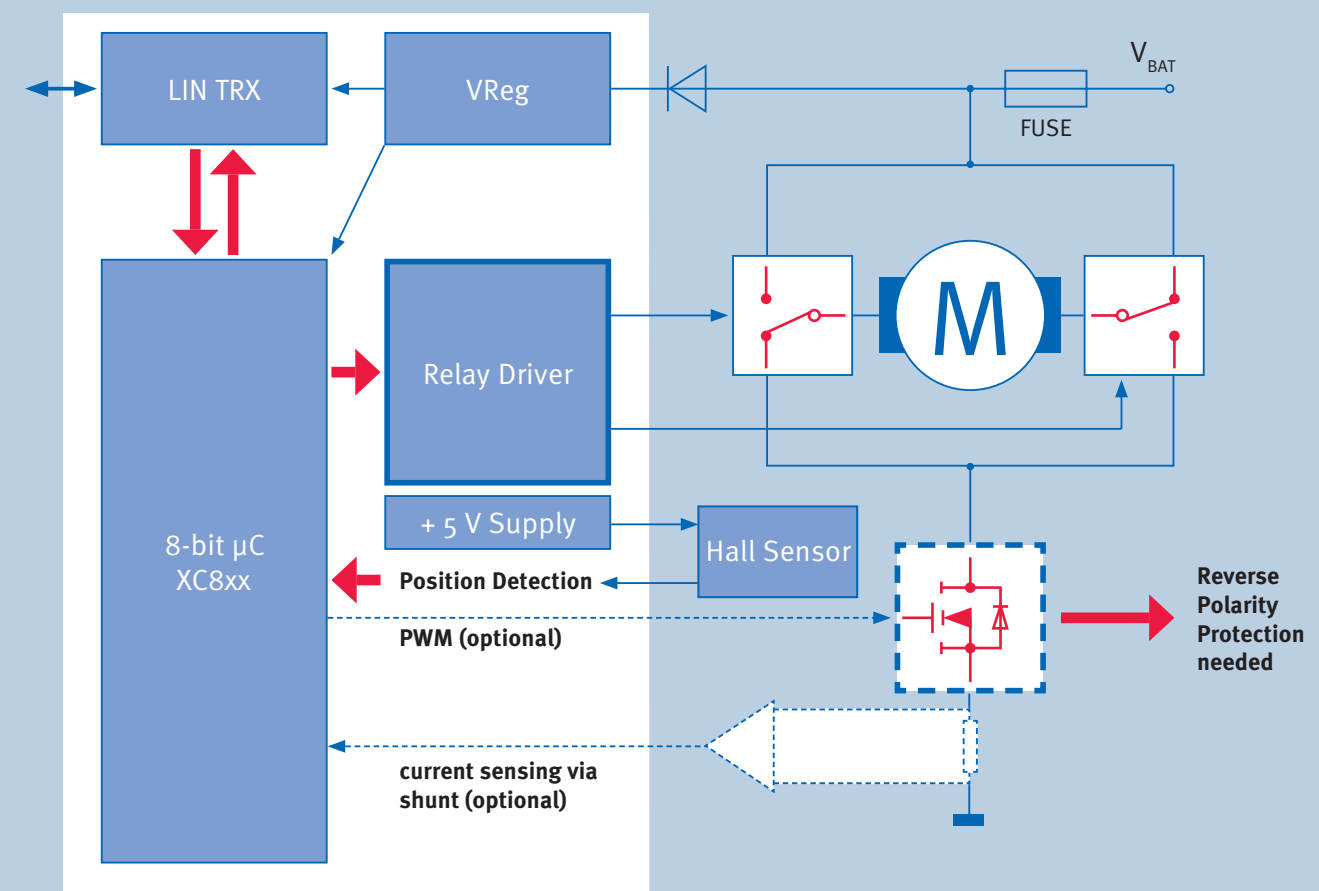 LIN TRX
VReg
V BAT
FUSE
M
Relay Driver
+ 5 V Supply
Hall Sensor
8-bit µC
XC8xx
Position Detection
PWM (optional)
Reverse
Polarity
Protection
needed
current sensing via
shunt (optional)